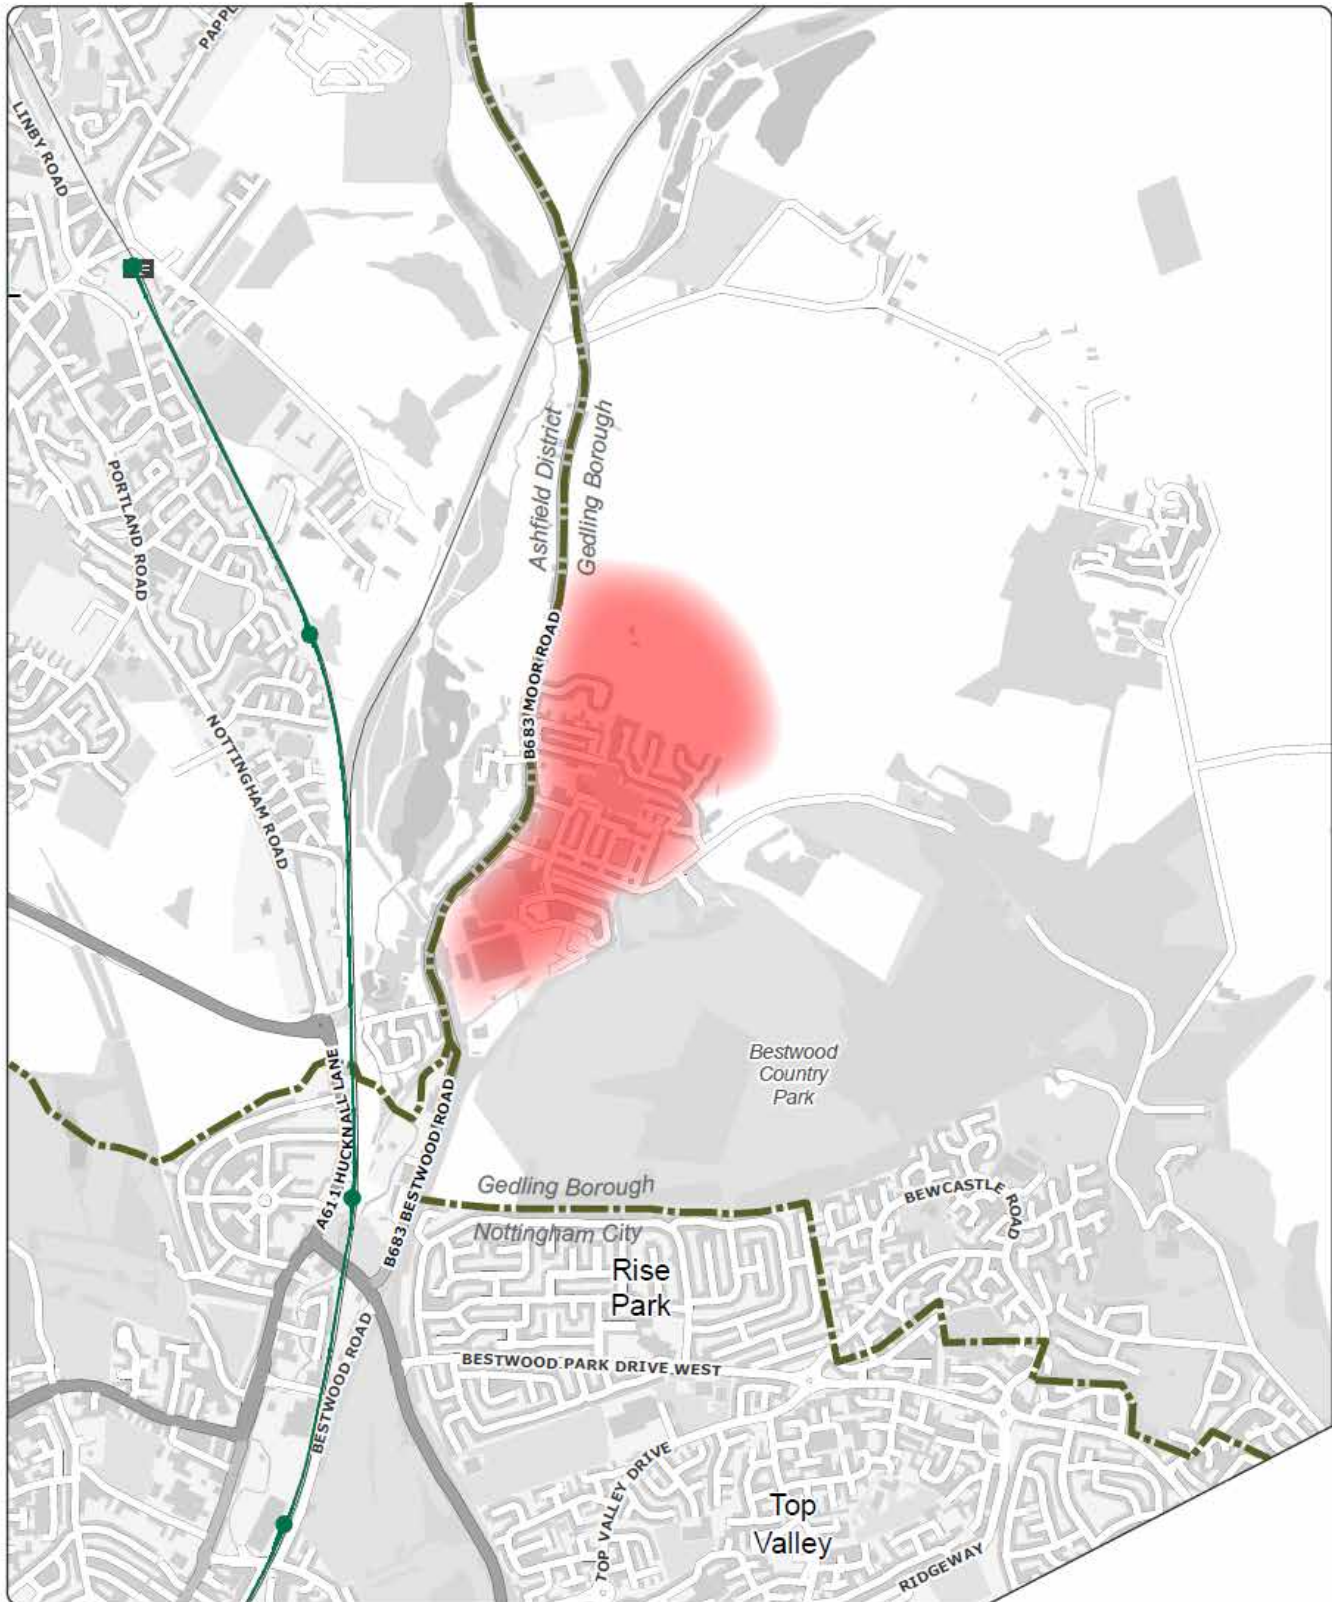 PAPPL
LINBY ROAD
Ashfield District
Gedling Borough
PORTLAND ROAD
B683 MOOR ROAD
NOTTINGHAM ROAD
Bestwood
Country
Park
A611 HUCKNALL LANE
B683 BESTWOOD ROAD
Gedling Borough
Nottingham City
BEWCASTLE ROAD
Rise
Park
BESTWOOD PARK DRIVE WEST
BESTWOOD ROAD
TOP VALLEY DRIVE
Top
Valley
RIDGEWAY